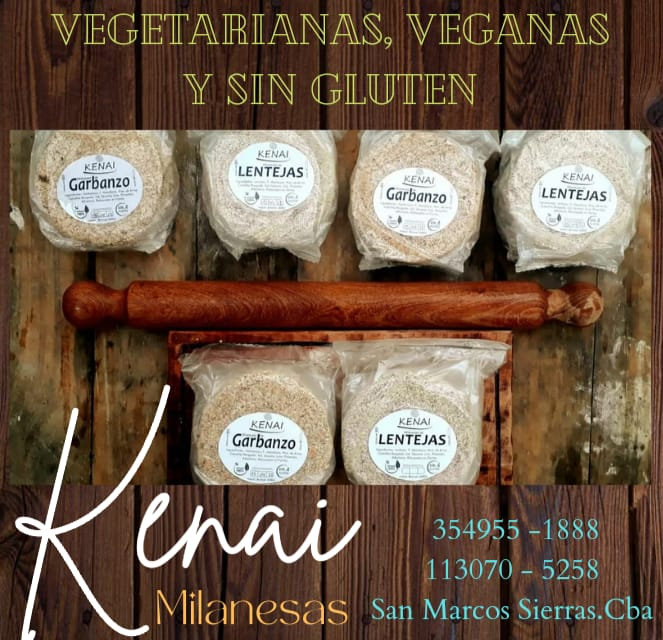 VEGETARIANAS, VEGANAS
Y SIN GLUTEN
KENAI
Garbanzo
KENAI
LENTEJAS
KENAI
Garbanzo
KENAI
LENTEJAS
KENAI
Garbanzo
KENAI
LENTEJAS
Kenai
Milanesas
354955 -1888
113070 - 5258
San Marcos Sierras.Cba